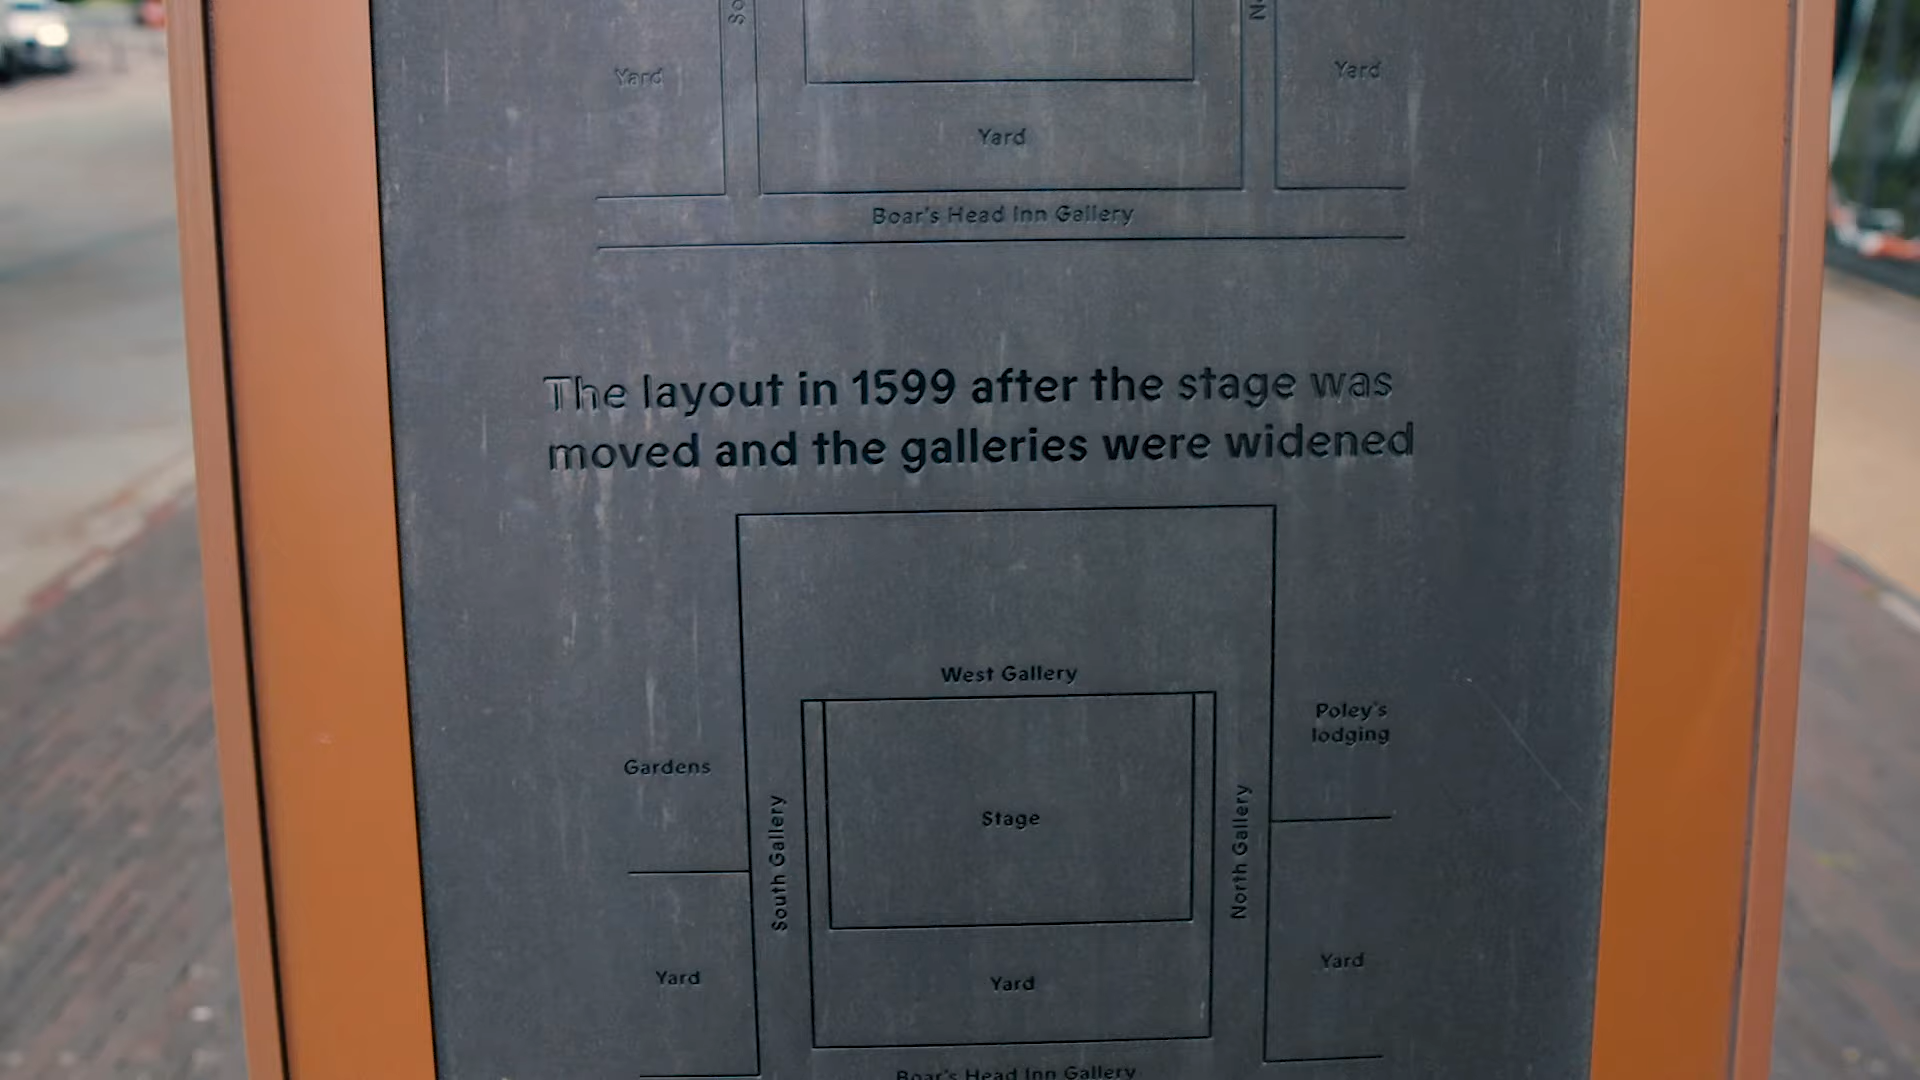 Yard
Yard
Yard
Boar's Head Inn Gallery
The layout in 1599 after the stage was
moved and the galleries were widened
West Gallery
Poley's
lodging
Gardens
South Gallery
Stage
North Gallery
Yard
Yard
Yard
Boar's Head Inn Gallery